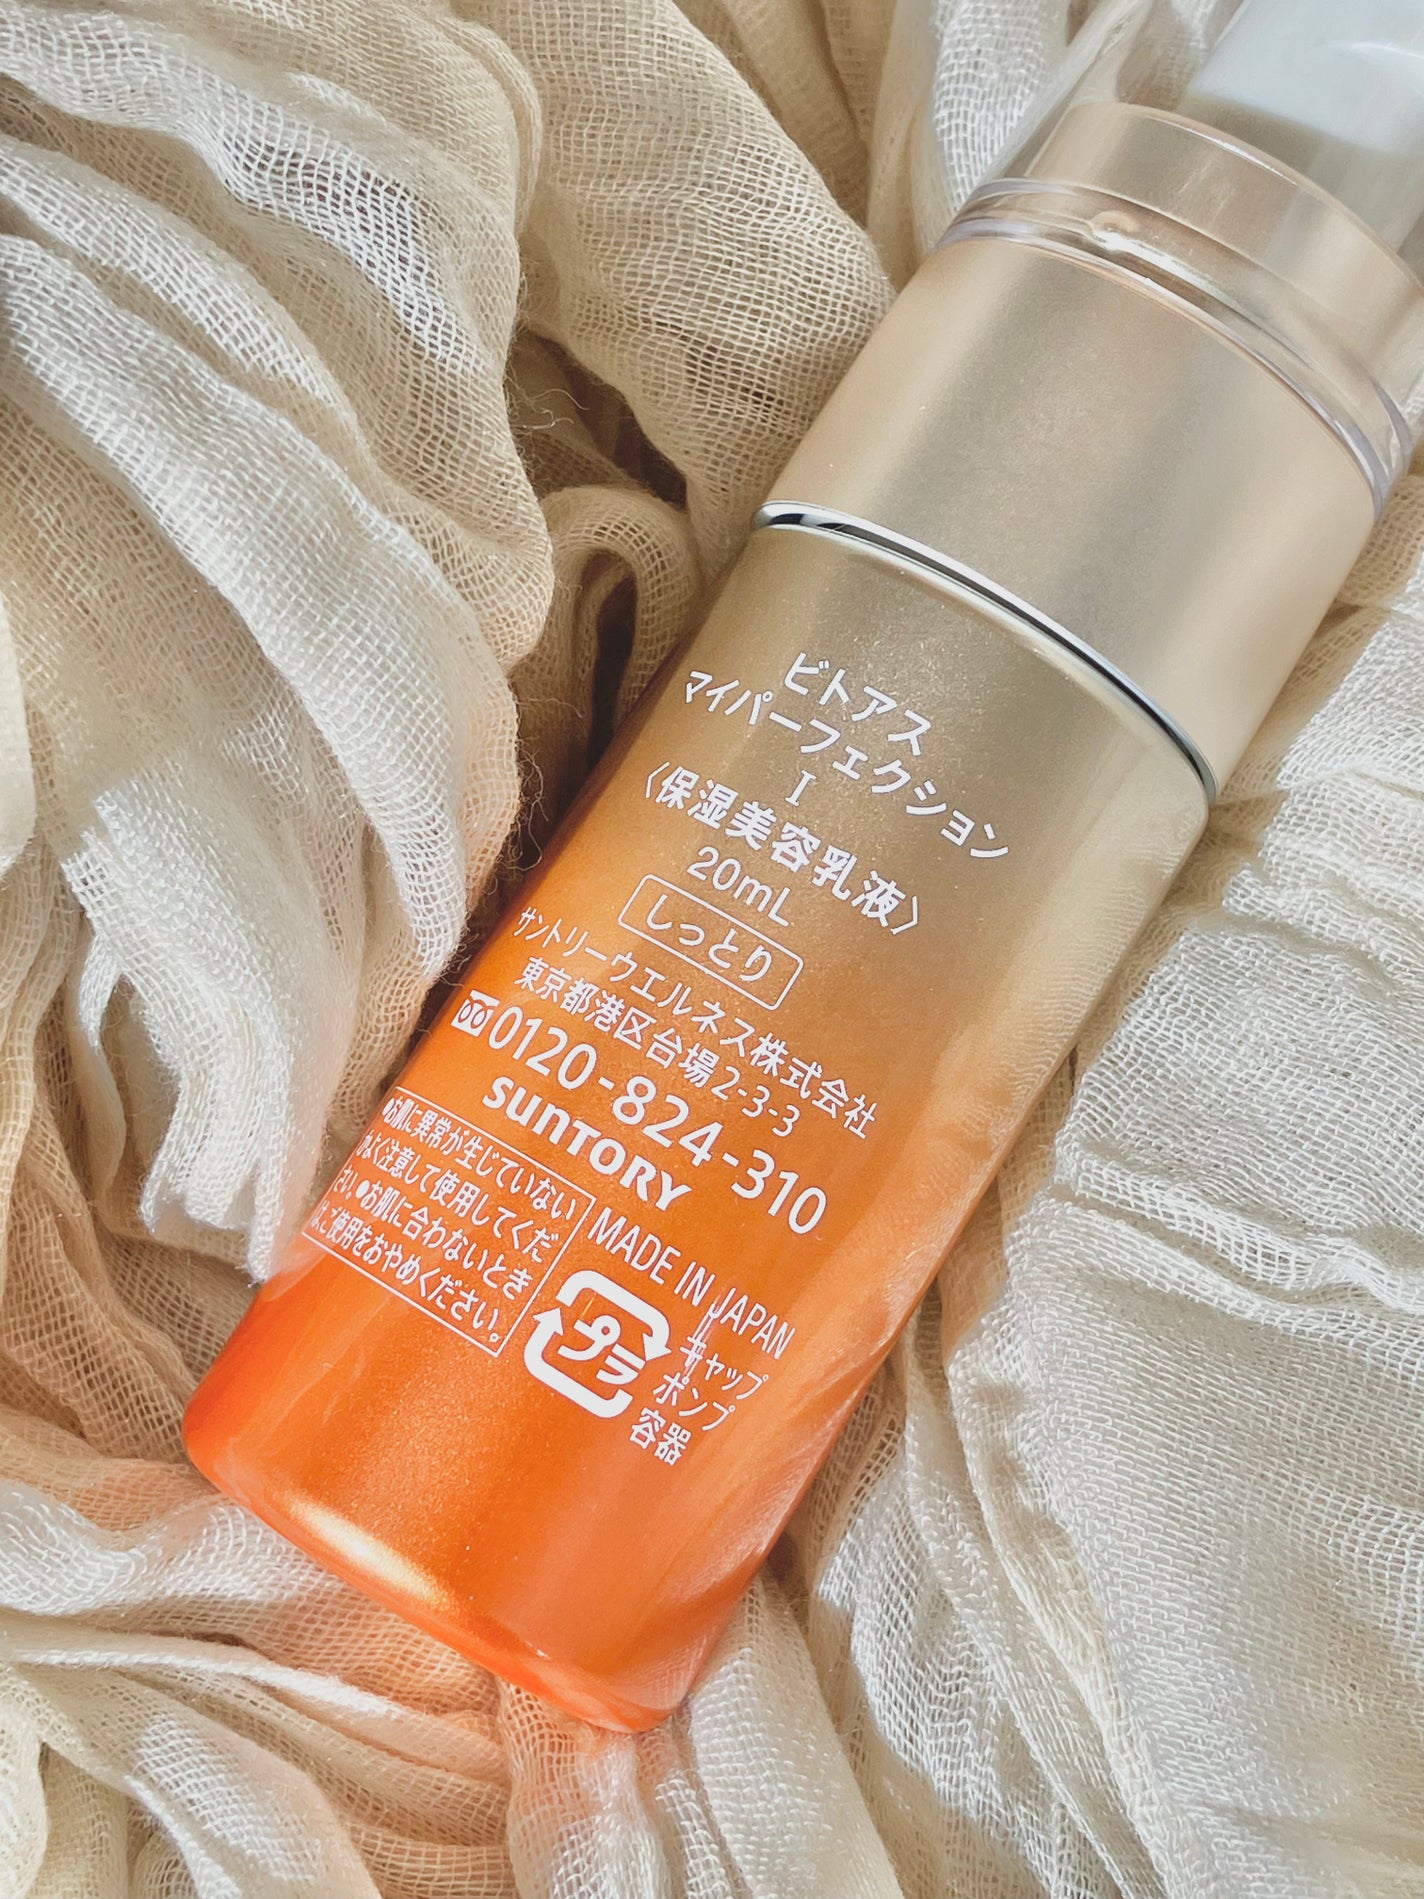 ビトアス
マイパーフェクション
I
〈保湿美容乳液〉
20mL
しっとり
サントリーウエルネス株式会社
東京都港区台場2-3-3
0120-824-310
SUNTORY
MADE IN JAPAN
●お肌に異常が生じていない
かよく注意して使用してくだ
さい。●お肌に合わないとき
は、ご使用をおやめください。
プラ
キャップ
ポンプ
容器